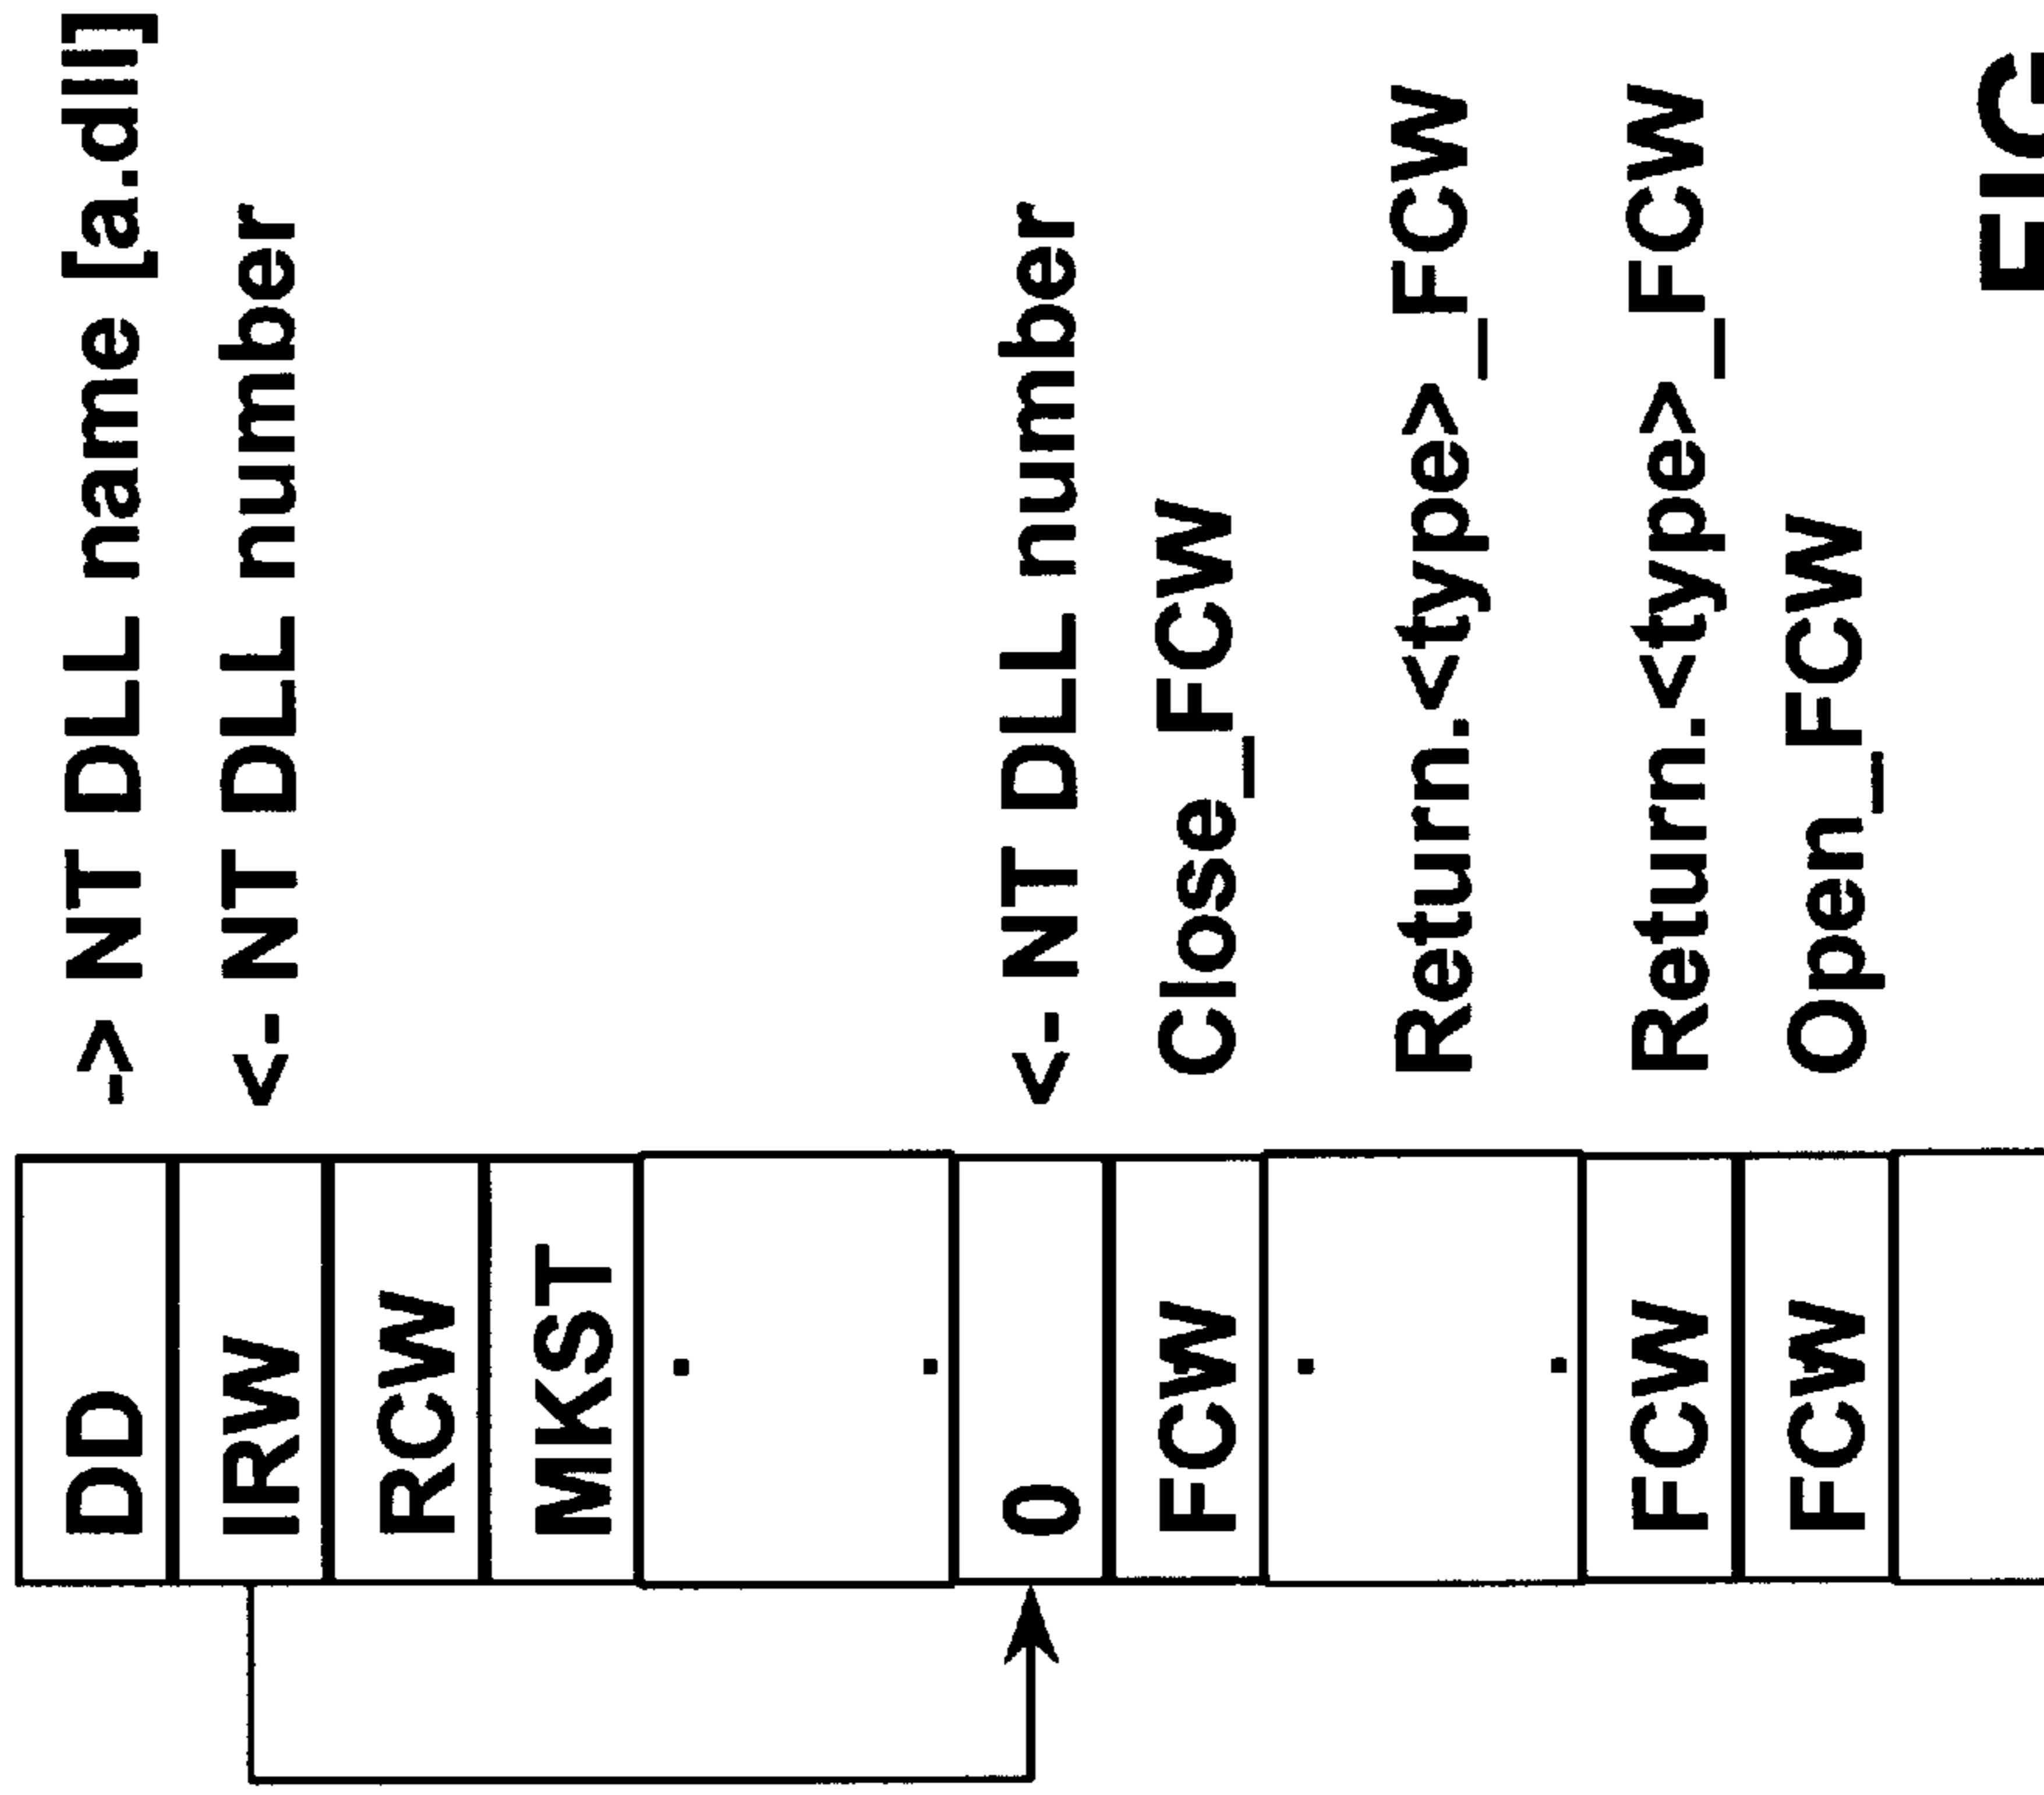 DD -> NT DLL name [a.dll]
IRW <- NT DLL number
RCW
MKST
.
.
0 <- NT DLL number
FCW Close_FCW
.
Return.<type>_FCW
.
FCW Return.<type>_FCW
FCW Open_FCW